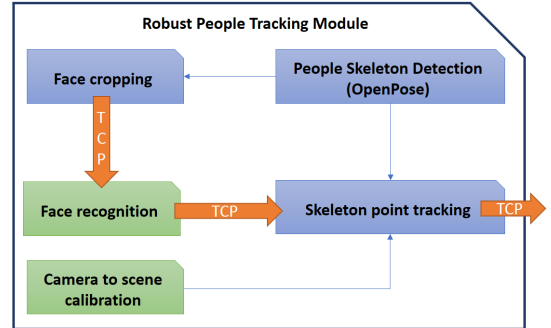 Robust People Tracking Module
Face cropping
People Skeleton Detection
(OpenPose)
TCP
Face recognition
TCP
Skeleton point tracking
TCP
Camera to scene
calibration